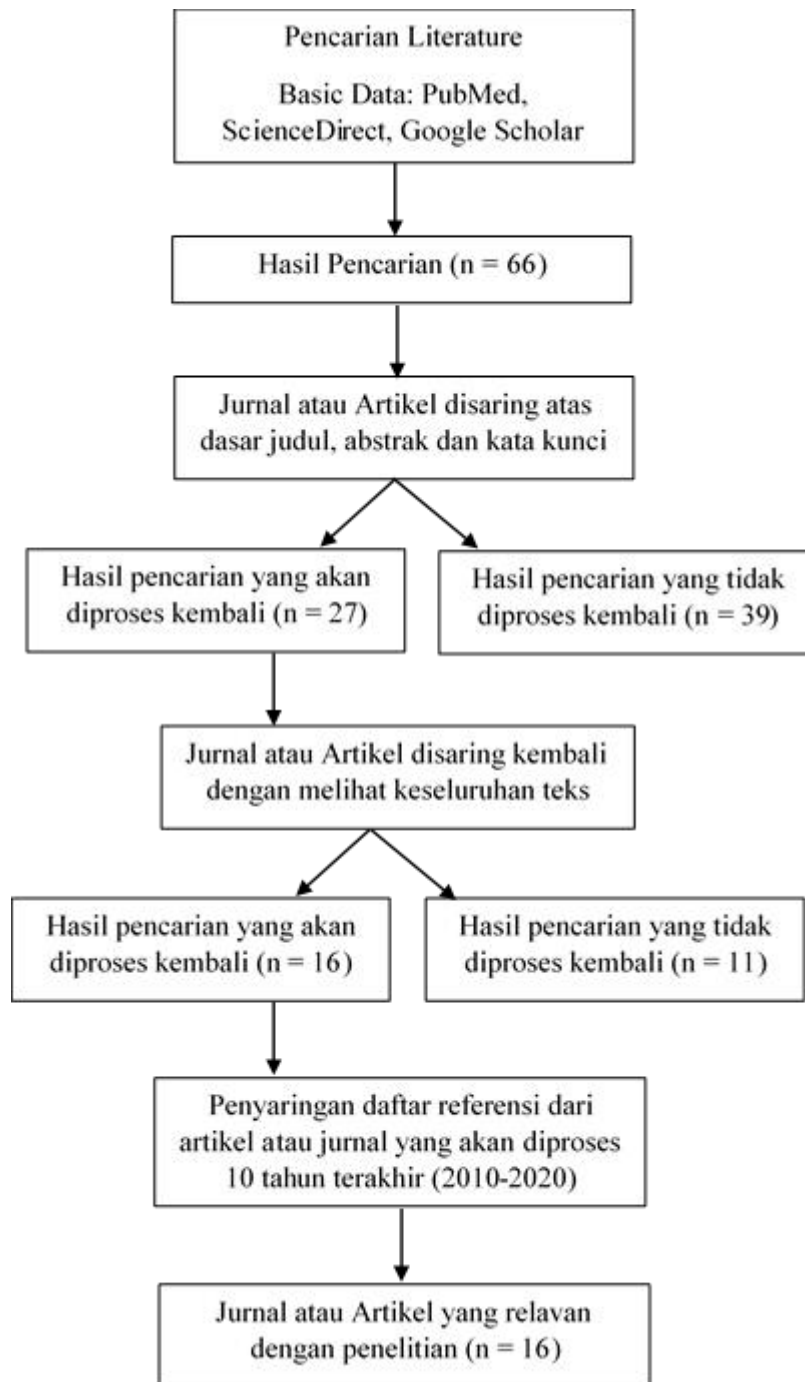 Pencarian Literature
Basic Data: PubMed,
ScienceDirect, Google Scholar
Hasil Pencarian (n = 66)
Jurnal atau Artikel disaring atas
dasar judul, abstrak dan kata kunci
Hasil pencarian yang akan
diproses kembali (n = 27)
Hasil pencarian yang tidak
diproses kembali (n = 39)
Jurnal atau Artikel disaring kembali
dengan melihat keseluruhan teks
Hasil pencarian yang akan
diproses kembali (n = 16)
Hasil pencarian yang tidak
diproses kembali (n = 11)
Penyaringan daftar referensi dari
artikel atau jurnal yang akan diproses
10 tahun terakhir (2010-2020)
Jurnal atau Artikel yang relavan
dengan penelitian (n = 16)